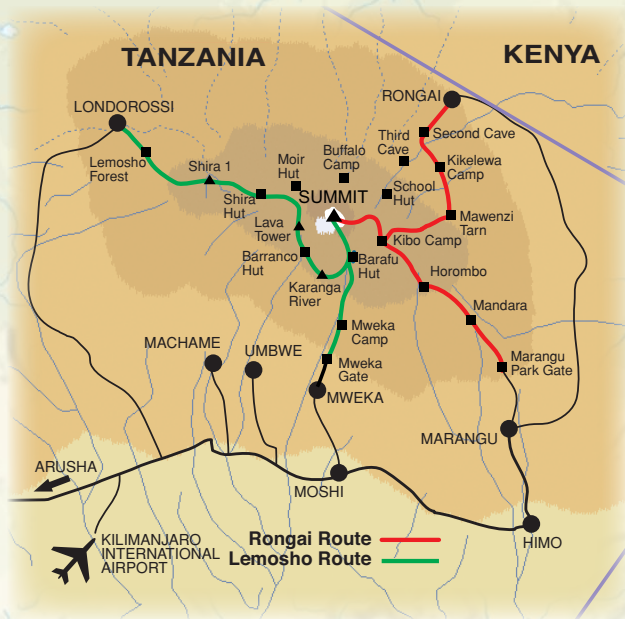 TANZANIA
KENYA
RONGAI
LONDOROSSI
Third
Cave
Second Cave
Buffalo
Camp
Moir
Hut
Lemosho
Forest
Shira 1
Kikelewa
Camp
School
Hut
SUMMIT
Shira
Hut
Mawenzi
Tarn
Lava
Tower
Kibo Camp
Barranco
Hut
Barafu
Hut
Horombo
Karanga
River
Mandara
Mweka
Camp
MACHAME
UMBWE
Mweka
Gate
Marangu
Park Gate
MWEKA
MARANGU
ARUSHA
MOSHI
KILIMANJARO
INTERNATIONAL
AIRPORT
Rongai Route
Lemosho Route
HIMO